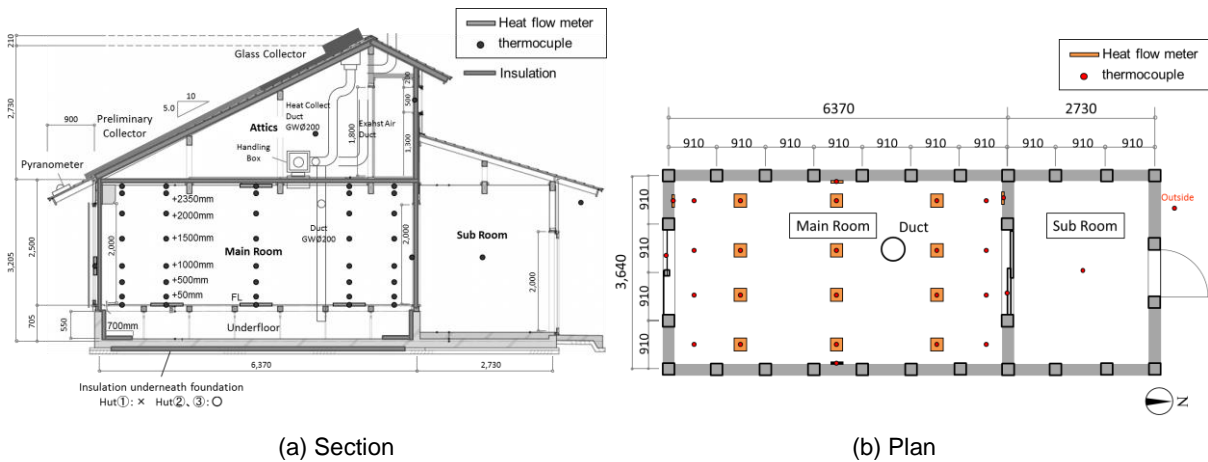 Heat flow meter
thermocuple
Insulation
210
2,730
3,205
2,500
705
550
900
Glass Collector
10
5.0
Preliminary
Collector
Pyranometer
Attics
Heat Collect
Duct
GWØ200
Handling
Box
Exahst Air
Duct
1,800
200
500
1,300
+2350mm
+2000mm
+1500mm
+1000mm
+500mm
+50mm
2,000
Main Room
Duct
GWØ200
2,000
Sub Room
2,000
FL
Underfloor
700mm
6,370
2,730
Insulation underneath foundation
Hut①: × Hut②、③: ○
(a) Section
Heat flow meter
thermocouple
6370
2730
910 910 910 910 910 910 910 910 910 910
910
910
910
910
3,640
Main Room
Duct
Sub Room
Outside
N
(b) Plan